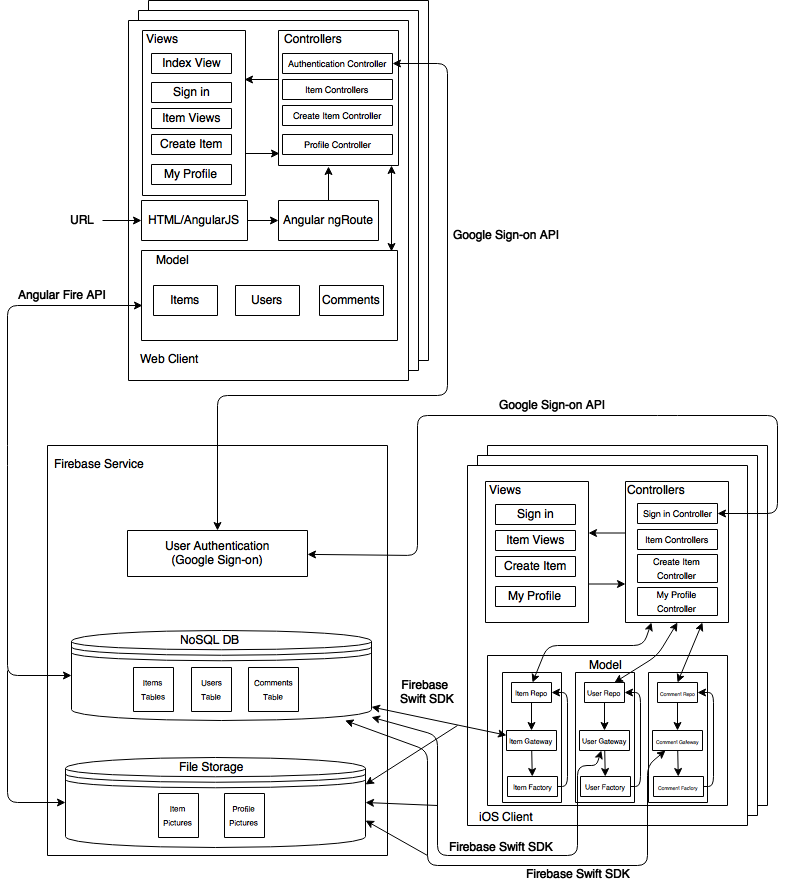 Views
Index View
Sign in
Item Views
Create Item
My Profile
Controllers
Authentication Controller
Item Controllers
Create Item Controller
Profile Controller
URL
HTML/AngularJS
Angular ngRoute
Google Sign-on API
Model
Items
Users
Comments
Angular Fire API
Web Client
Google Sign-on API
Firebase Service
User Authentication
(Google Sign-on)
NoSQL DB
Items
Tables
Users
Table
Comments
Table
File Storage
Item
Pictures
Profile
Pictures
Views
Sign in
Item Views
Create Item
My Profile
Controllers
Sign in Controller
Item Controllers
Create Item
Controller
My Profile
Controller
Firebase
Swift SDK
Model
Item Repo
User Repo
Comment Repo
Item Gateway
User Gateway
Comment Gateway
Item Factory
User Factory
Comment Factory
iOS Client
Firebase Swift SDK
Firebase Swift SDK